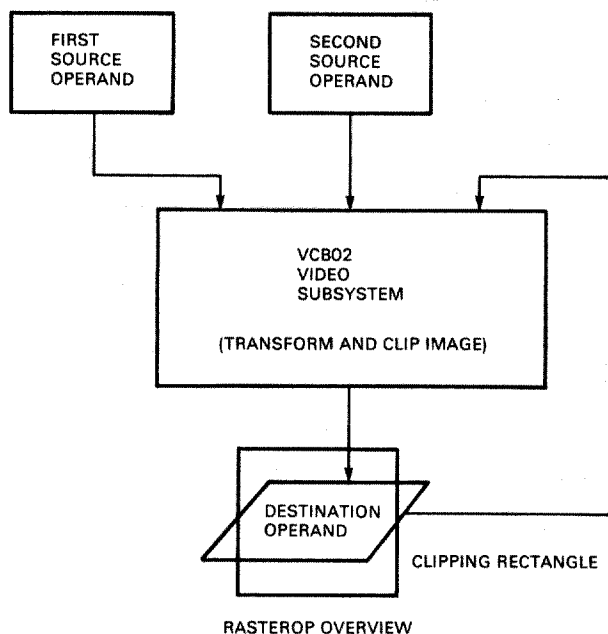 FIRST
SOURCE
OPERAND
SECOND
SOURCE
OPERAND
VCB02
VIDEO
SUBSYSTEM
(TRANSFORM AND CLIP IMAGE)
DESTINATION
OPERAND
CLIPPING RECTANGLE
RASTEROP OVERVIEW